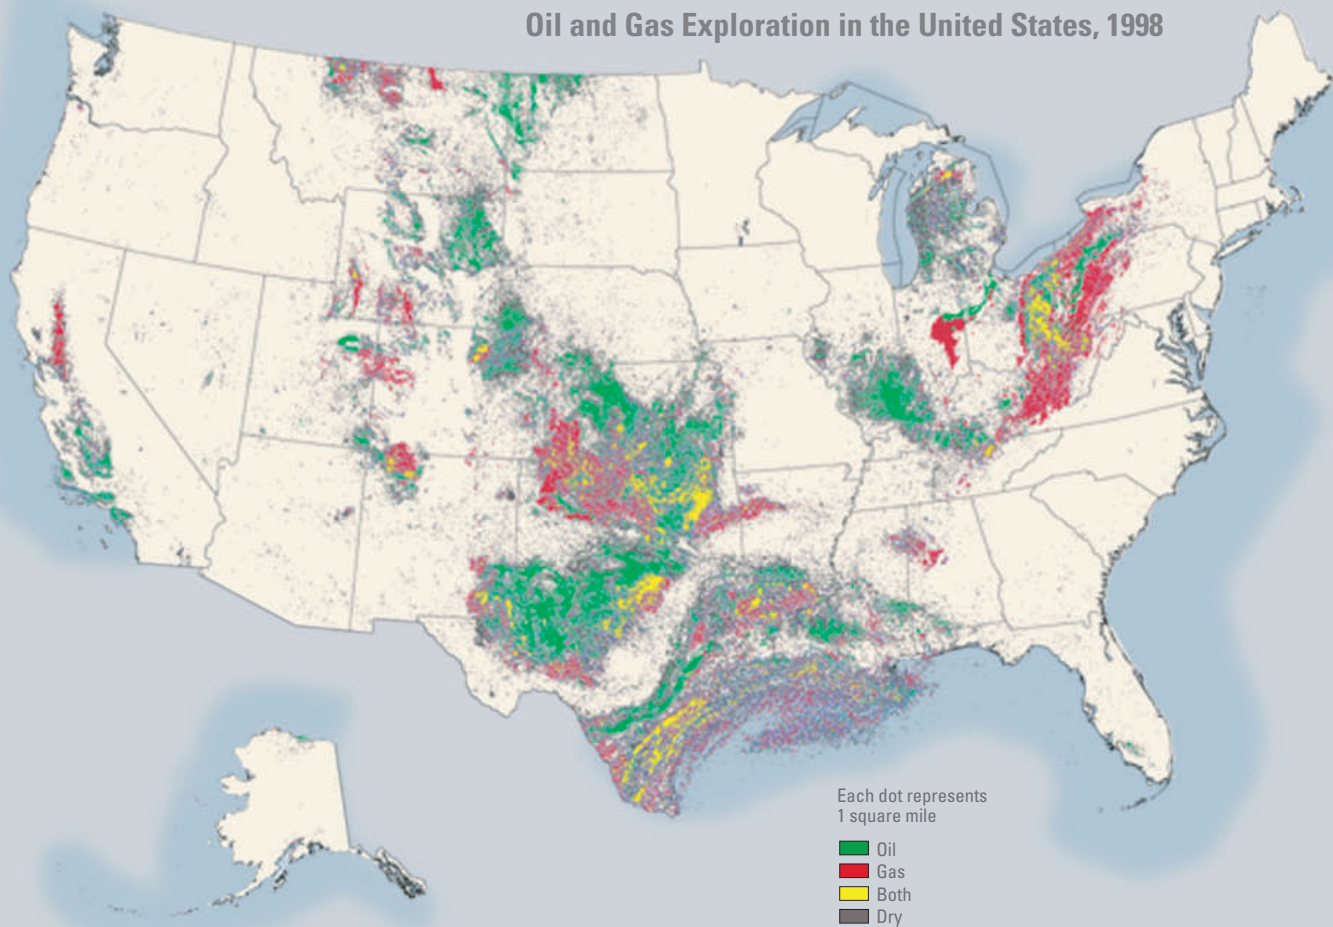 Oil and Gas Exploration in the United States, 1998
Each dot represents
1 square mile
Oil
Gas
Both
Dry